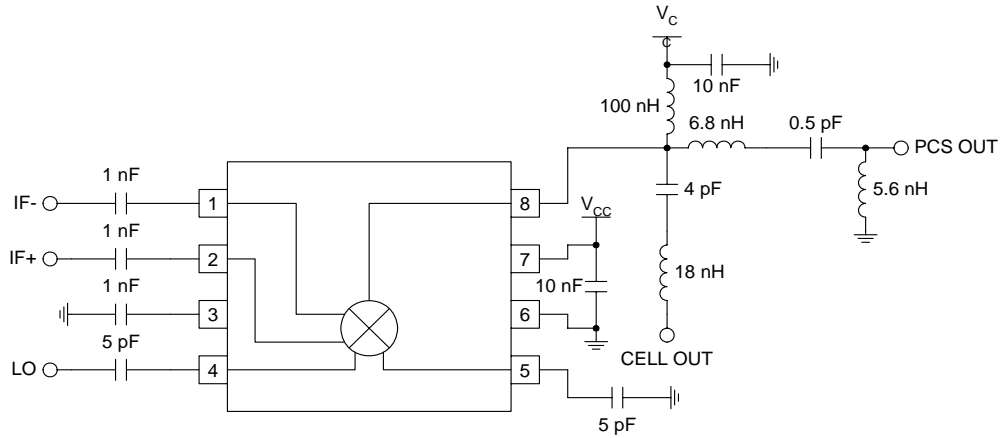 V_C
C
10 nF
100 nH
6.8 nH
0.5 pF
PCS OUT
5.6 nH
4 pF
18 nH
CELL OUT
1 nF
IF-
1
8
V_CC
1 nF
IF+
2
7
10 nF
1 nF
3
6
5 pF
LO
4
5
5 pF